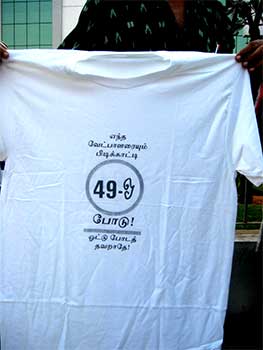 எந்த
வேட்பாளரையும்
பிடிக்காட்டி
49-ஓ
போடு!
ஓட்டு போடத்
தவறாதே!